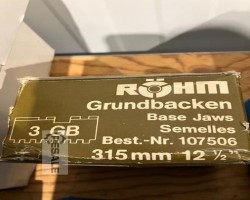 RÖHM
Grundbacken
Base Jaws
3 GB
Semelles
Best.-Nr. 107506
315 mm 12 ½"